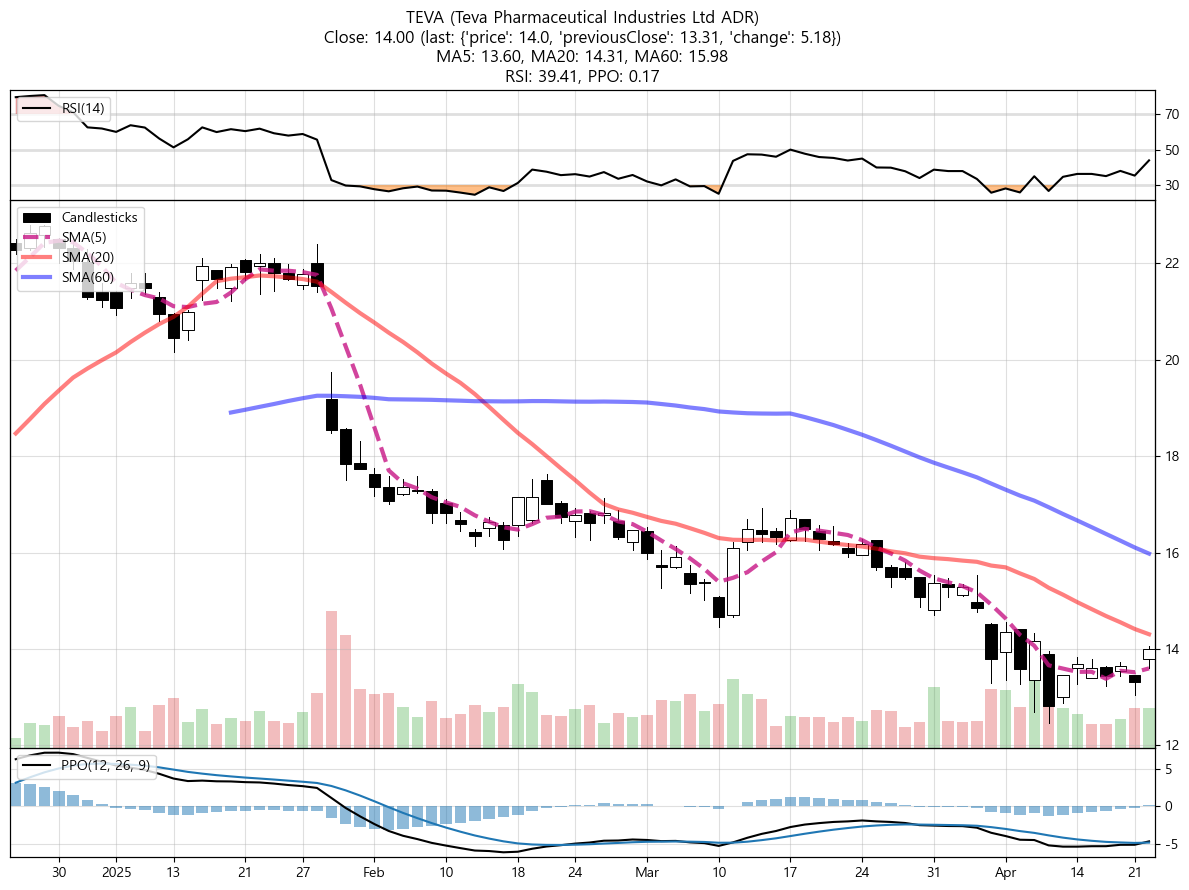 TEVA (Teva Pharmaceutical Industries Ltd ADR)
Close: 14.00 (last: {'price': 14.0, 'previousClose': 13.31, 'change': 5.18})
MA5: 13.60, MA20: 14.31, MA60: 15.98
RSI: 39.41, PPO: 0.17
RSI(14)
70
50
30
Candlesticks
SMA(5)
SMA(20)
SMA(60)
22
20
18
16
14
12
PPO(12, 26, 9)
5
0
-5
30 2025 13 21 27 Feb 10 18 24 Mar 10 17 24 31 Apr 14 21